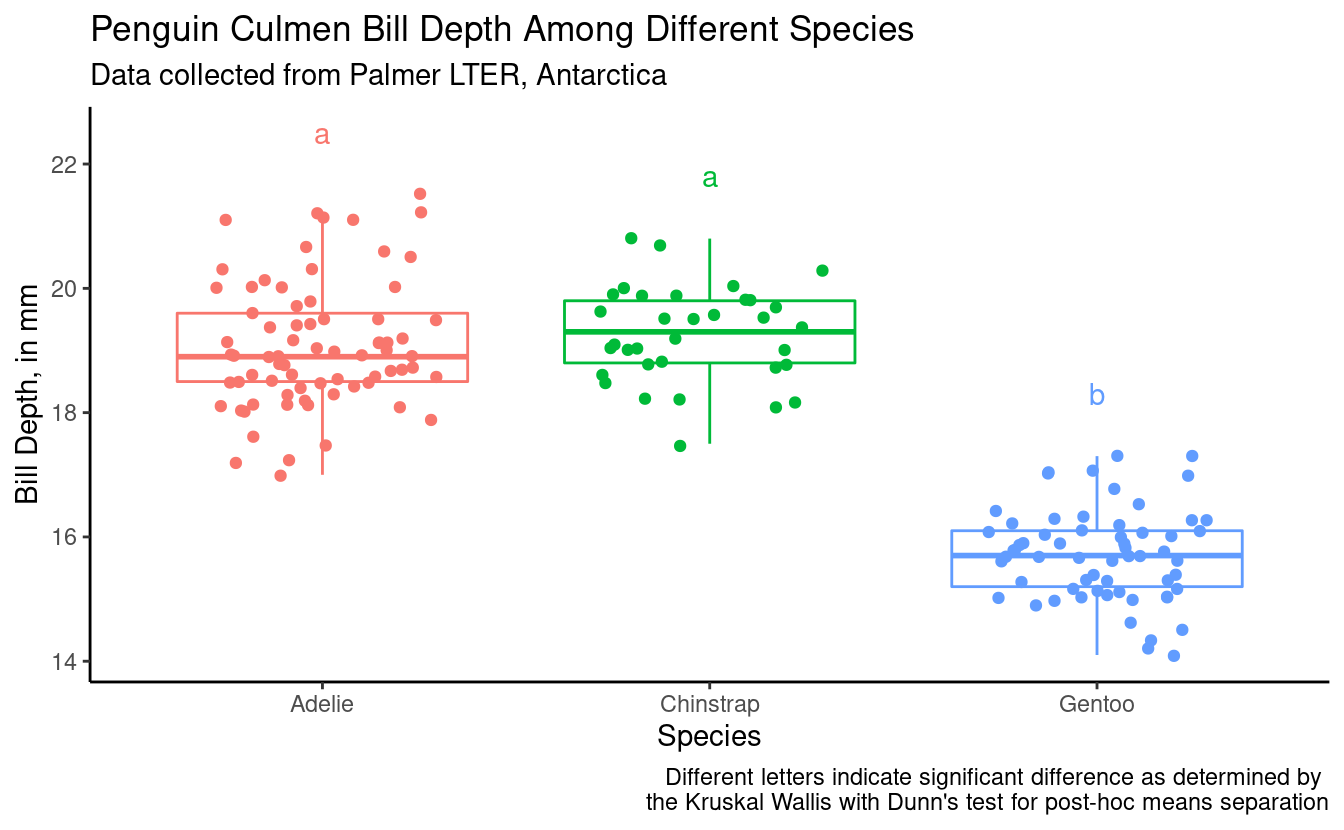 Penguin Culmen Bill Depth Among Different Species
Data collected from Palmer LTER, Antarctica
a
a
b
22
20
18
16
14
Bill Depth, in mm
Adelie
Chinstrap
Gentoo
Species
Different letters indicate significant difference as determined by
the Kruskal Wallis with Dunn's test for post-hoc means separation